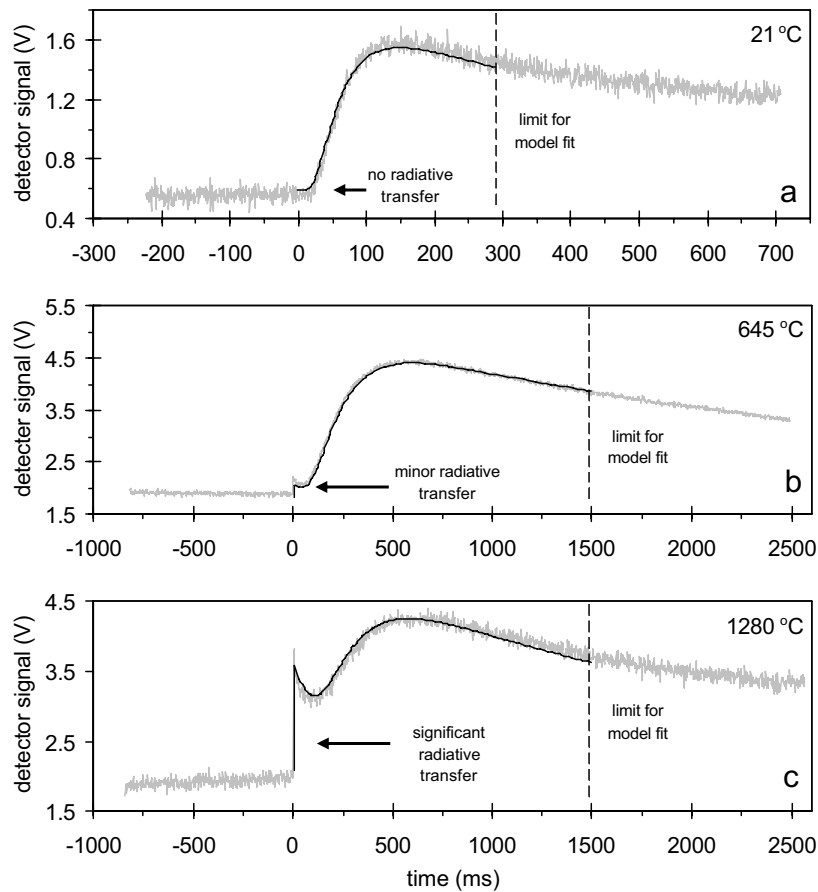 detector signal (V)
1.6
1.2
0.8
0.4
21 °C
limit for
model fit
no radiative
transfer
a
-300 -200 -100 0 100 200 300 400 500 600 700
detecter signal (V)
5.5
4.5
3.5
2.5
1.5
645 °C
limit for
model fit
minor radiative
transfer
b
-1000 -500 0 500 1000 1500 2000 2500
detector signal (V)
4.5
3.5
2.5
1.5
1280 °C
limit for
model fit
significant
radiative
transfer
c
-1000 -500 0 500 1000 1500 2000 2500
time (ms)